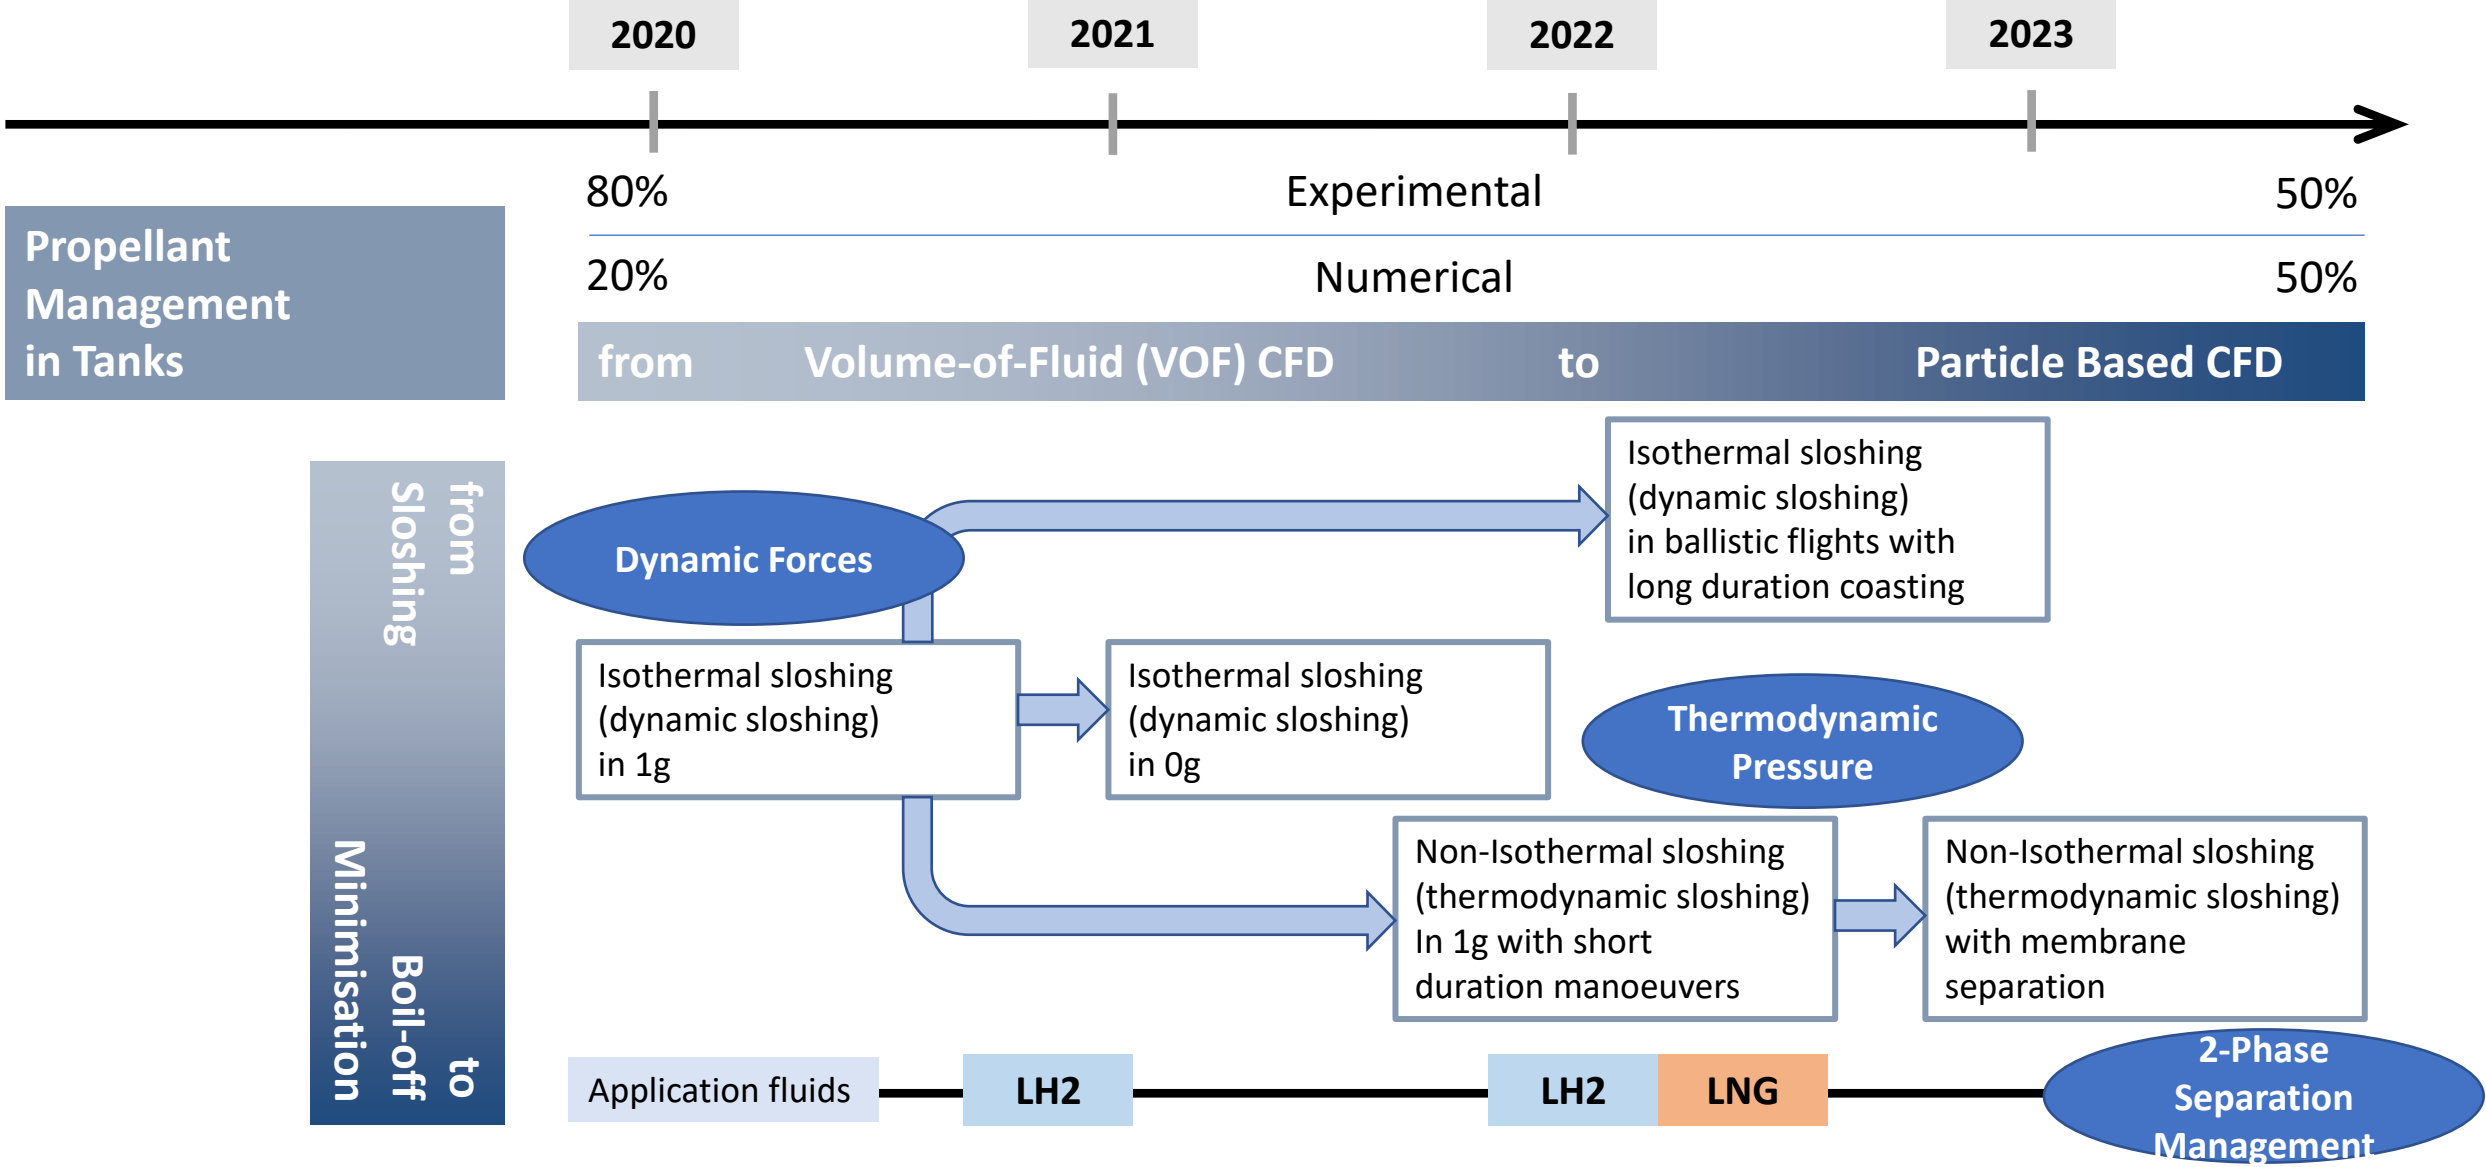 2020
2021
2022
2023
80%
Experimental
50%
Propellant
Management
in Tanks
20%
Numerical
50%
from
Volume-of-Fluid (VOF) CFD
to
Particle Based CFD
from
Sloshing
to
Boil-off
Minimisation
Dynamic Forces
Isothermal sloshing
(dynamic sloshing)
in ballistic flights with
long duration coasting
Isothermal sloshing
(dynamic sloshing)
in 1g
Isothermal sloshing
(dynamic sloshing)
in 0g
Thermodynamic
Pressure
Non-Isothermal sloshing
(thermodynamic sloshing)
In 1g with short
duration manoeuvers
Non-Isothermal sloshing
(thermodynamic sloshing)
with membrane
separation
Application fluids
LH2
LH2
LNG
2-Phase
Separation
Management